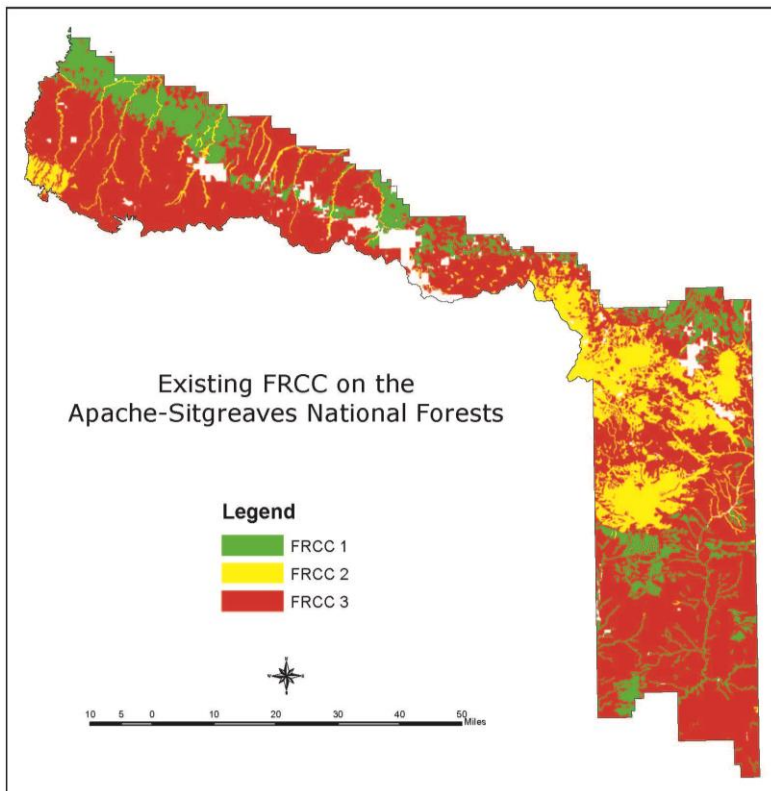 Existing FRCC on the
Apache-Sitgreaves National Forests
Legend
FRCC 1
FRCC 2
FRCC 3
10 5 0 10 20 30 40 50
Miles